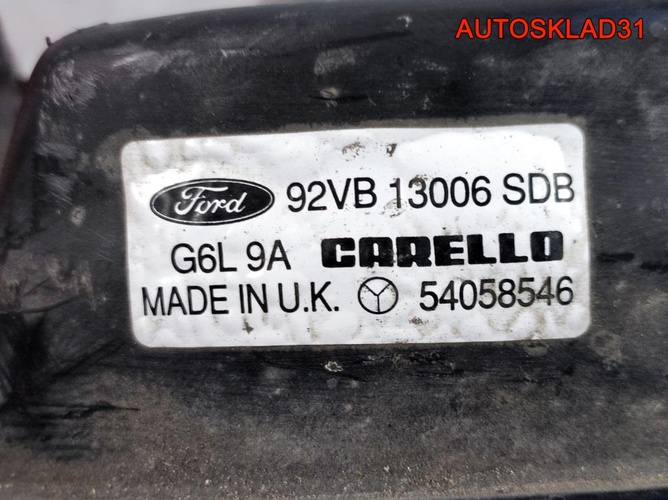 AUTOSKLAD31
Ford 92VB 13006 SDB
G6L 9A CARELLO
MADE IN U.K. 54058546